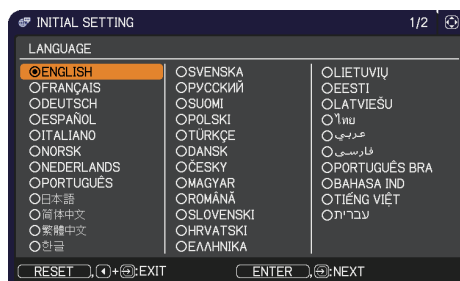 INITIAL SETTING 1/2
LANGUAGE
ENGLISH
FRANÇAIS
DEUTSCH
ESPAÑOL
ITALIANO
NORSK
NEDERLANDS
PORTUGUÊS
日本語
简体中文
繁體中文
한글
SVENSKA
РУССКИЙ
SUOMI
POLSKI
TÜRKÇE
DANSK
ČESKY
MAGYAR
ROMÂNĂ
SLOVENSKI
HRVATSKI
ΕΛΛΗΝΙΚΑ
LIETUVIŲ
EESTI
LATVIEŠU
ไทย
عربي
فارسی
PORTUGUÊS BRA
BAHASA IND
TIẾNG VIỆT
עברית
RESET ,+:EXIT ENTER ,:NEXT